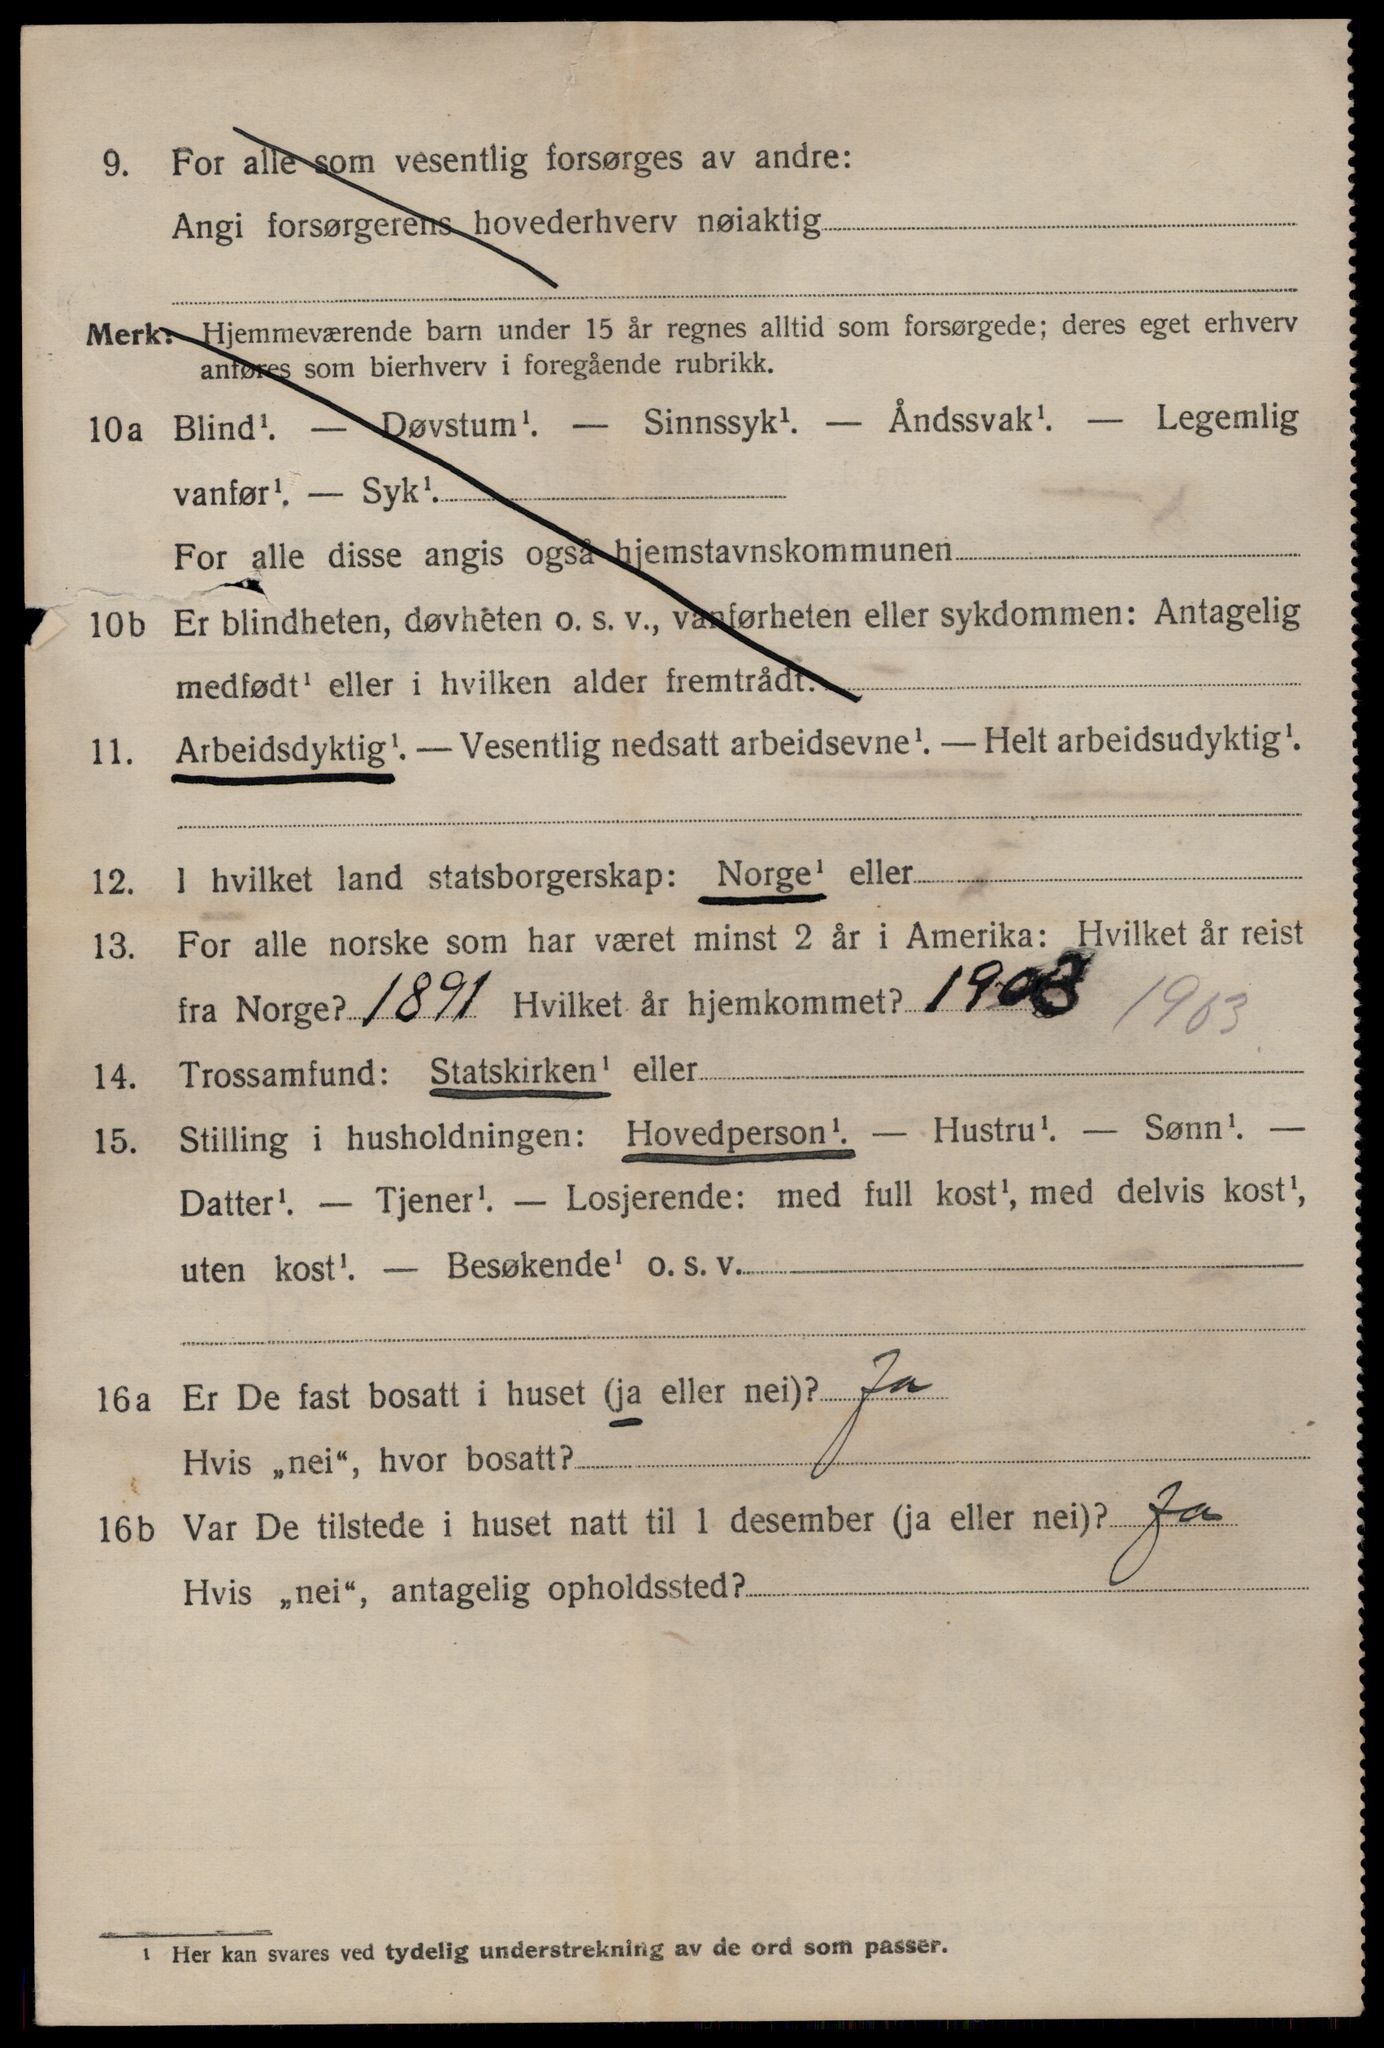 9. For alle som vesentlig forsørges av andre:
Angi forsørgerens hovederhverv nøiaktig
Merk: Hjemmeværende barn under 15 år regnes alltid som forsørgede; deres eget erhverv
anføres som bierhverv i foregående rubrikk.
10a Blind¹. — Døvstum¹. — Sinnssyk¹. — Åndssvak¹. — Legemlig
vanfør¹. — Syk¹.
For alle disse angis også hjemstavnskommunen
10b Er blindheten, døvheten o. s. v., vanførheten eller sykdommen: Antagelig
medfødt¹ eller i hvilken alder fremtrådt.
11. Arbeidsdyktig¹. — Vesentlig nedsatt arbeidsevne¹. — Helt arbeidsudyktig¹.
12. I hvilket land statsborgerskap: Norge¹ eller
13. For alle norske som har været minst 2 år i Amerika: Hvilket år reist
fra Norge? 1891 Hvilket år hjemkommet? 1903 1903
14. Trossamfund: Statskirken¹ eller
15. Stilling i husholdningen: Hovedperson¹. — Hustru¹. — Sønn¹. —
Datter¹. — Tjener¹. — Losjerende: med full kost¹, med delvis kost¹,
uten kost¹. — Besøkende¹ o. s. v.
16a Er De fast bosatt i huset (ja eller nei)? Ja
Hvis „nei“, hvor bosatt?
16b Var De tilstede i huset natt til 1 desember (ja eller nei)? Ja
Hvis „nei“, antagelig opholdssted?
¹ Her kan svares ved tydelig understrekning av de ord som passer.